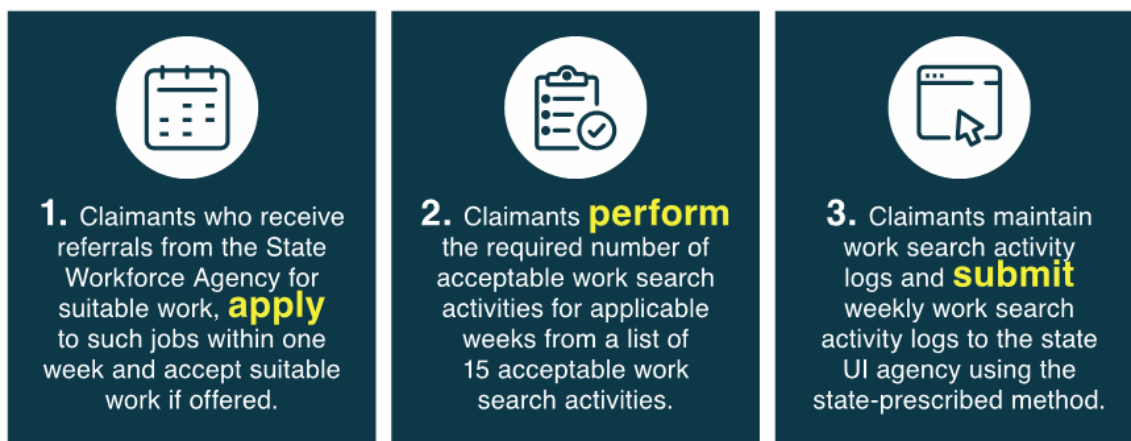 1. Claimants who receive
referrals from the State
Workforce Agency for
suitable work, apply
to such jobs within one
week and accept suitable
work if offered.
2. Claimants perform
the required number of
acceptable work search
activities for applicable
weeks from a list of
15 acceptable work
search activities.
3. Claimants maintain
work search activity
logs and submit
weekly work search
activity logs to the state
UI agency using the
state-prescribed method.